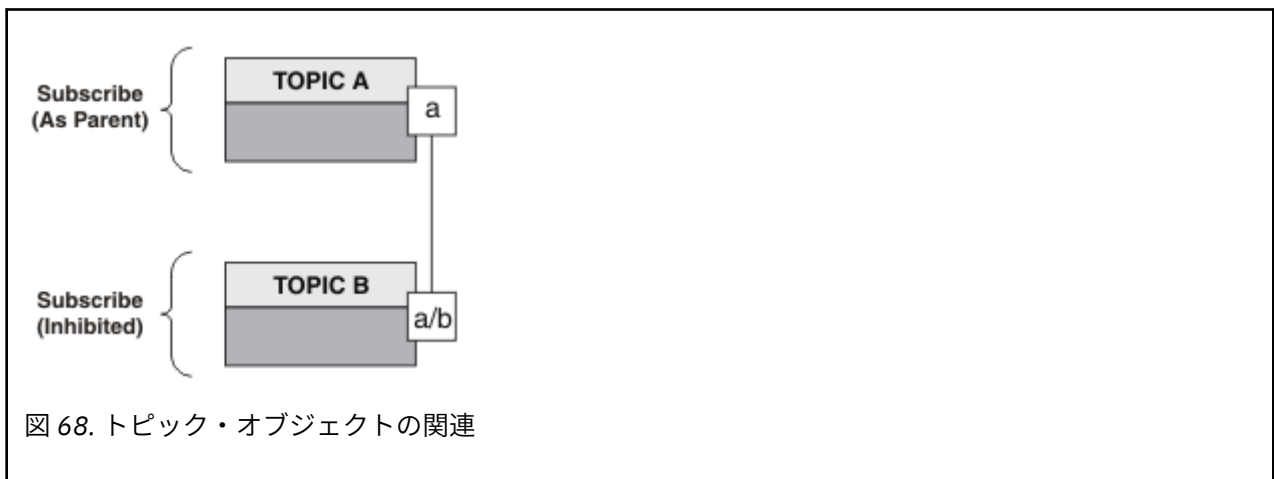 TOPIC A
a
Subscribe
(As Parent)
TOPIC B
a/b
Subscribe
(Inhibited)
図 68. トピック・オブジェクトの関連